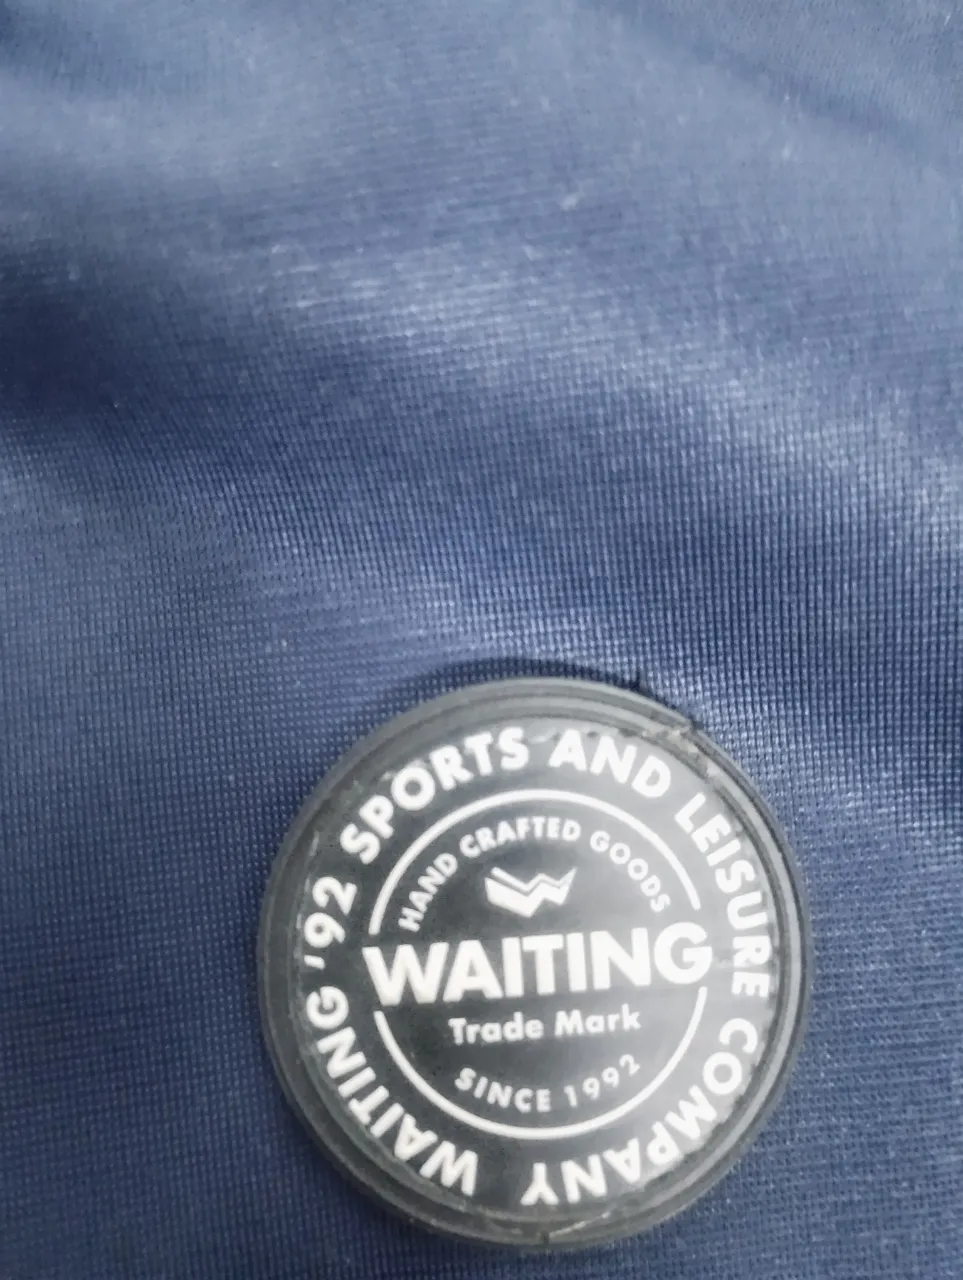 WAITING '92 SPORTS AND LEISURE COMPANY
HAND CRAFTED GOODS
WAITING
Trade Mark
SINCE 1992